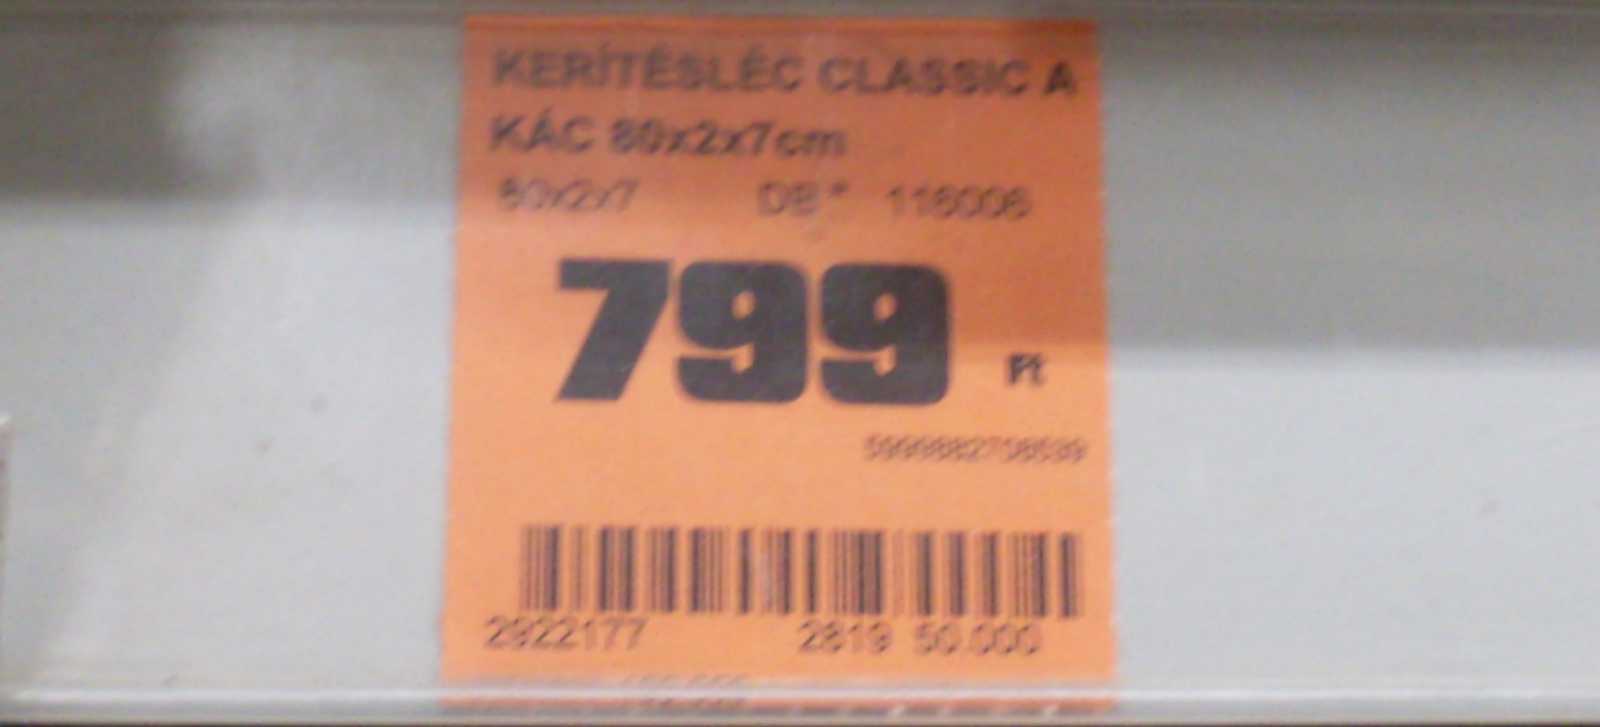 KERÍTÉSLÉC CLASSIC A
KÁC 80x2x7cm
80x2x7 DB* 116006
799 Ft
5999882708539
2922177 2819 50.000